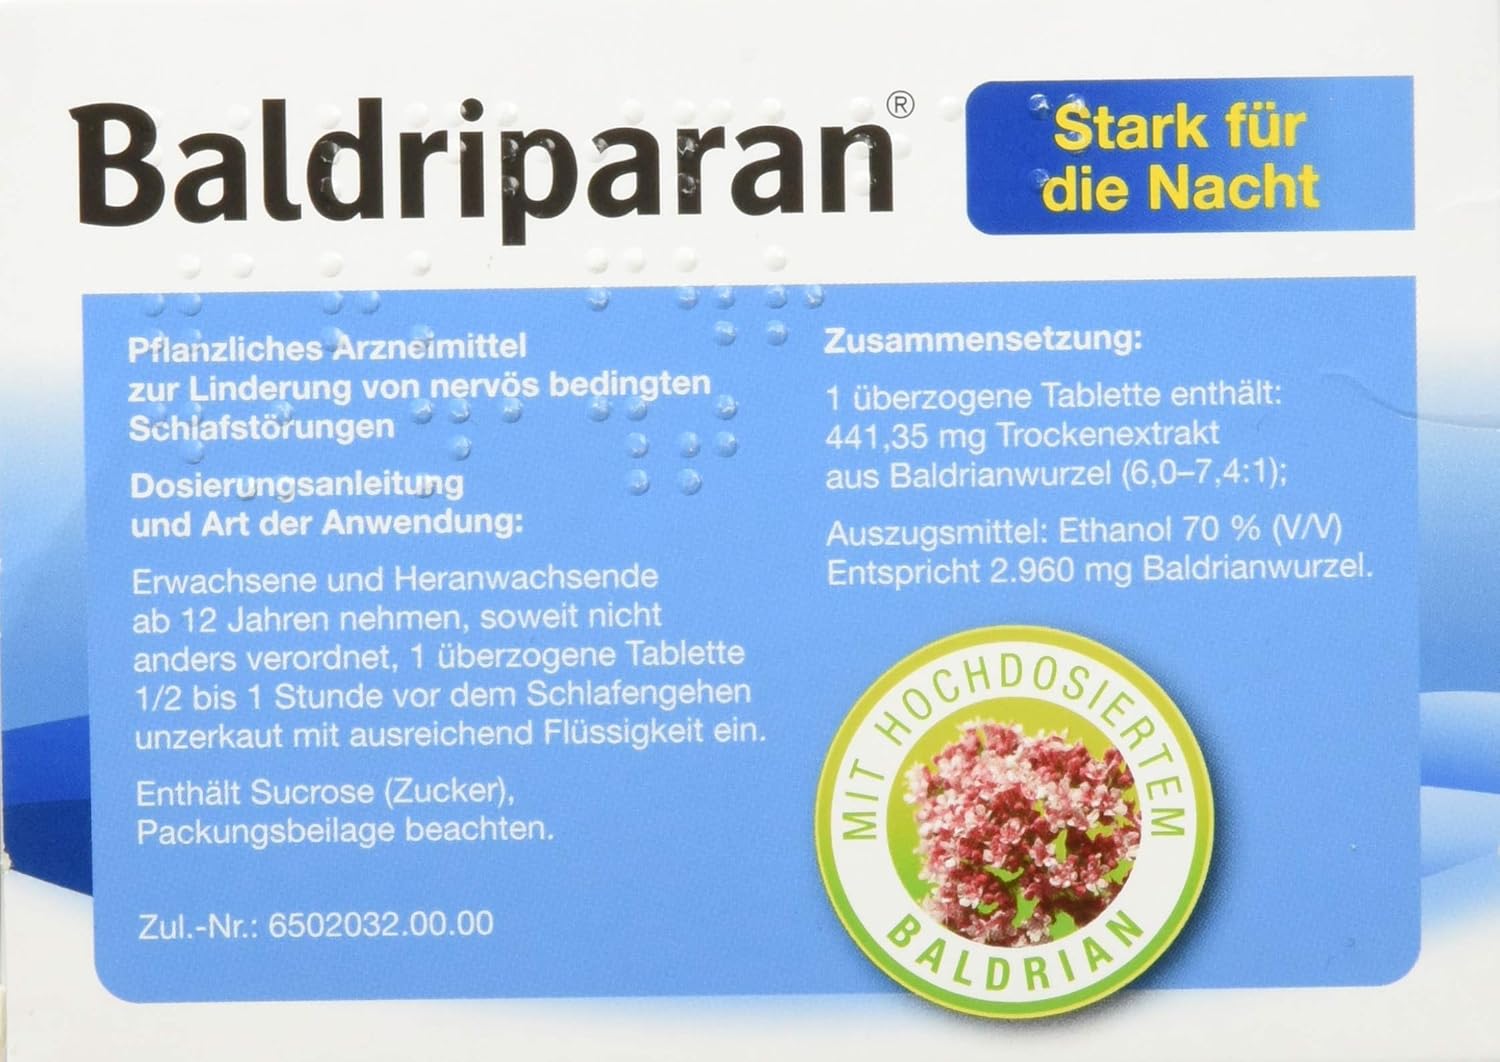 Baldriparan®
Stark für
die Nacht
Pflanzliches Arzneimittel
zur Linderung von nervös bedingten
Schlafstörungen
Dosierungsanleitung
und Art der Anwendung:
Erwachsene und Heranwachsende
ab 12 Jahren nehmen, soweit nicht
anders verordnet, 1 überzogene Tablette
1/2 bis 1 Stunde vor dem Schlafengehen
unzerkaut mit ausreichend Flüssigkeit ein.
Enthält Sucrose (Zucker),
Packungsbeilage beachten.
Zul.-Nr.: 6502032.00.00
Zusammensetzung:
1 überzogene Tablette enthält:
441,35 mg Trockenextrakt
aus Baldrianwurzel (6,0–7,4:1);
Auszugsmittel: Ethanol 70 % (V/V)
Entspricht 2.960 mg Baldrianwurzel.
MIT HOCHDOSIERTEM
BALDRIAN